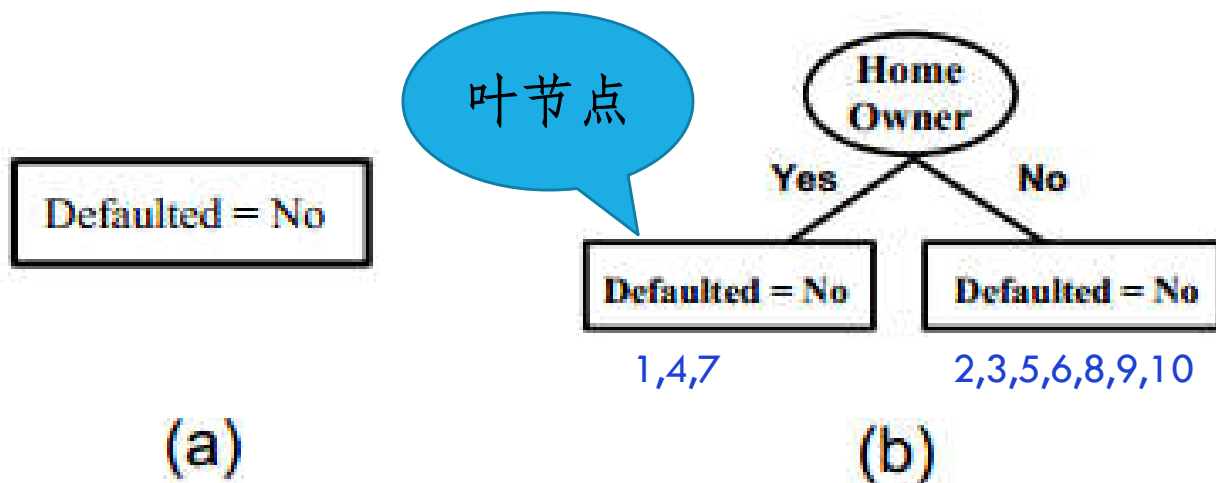 叶节点
Home
Owner
Defaulted = No
Yes
No
Defaulted = No
Defaulted = No
1,4,7
2,3,5,6,8,9,10
(a)
(b)